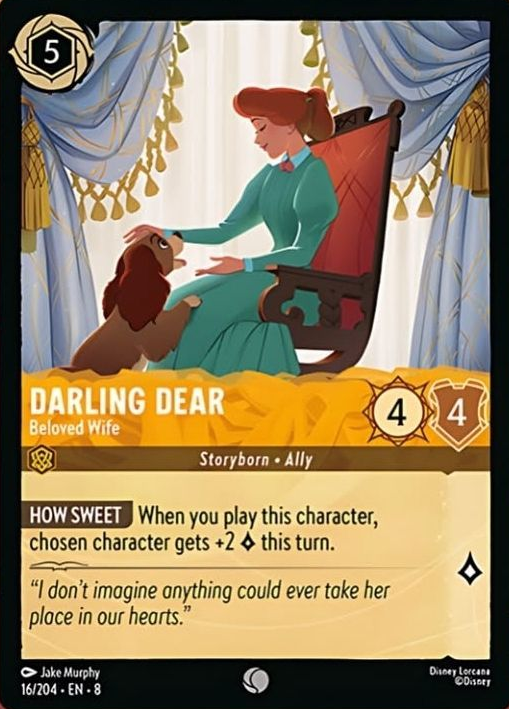 5
DARLING DEAR
Beloved Wife
4
4
Storyborn • Ally
HOW SWEET When you play this character,
chosen character gets +2 this turn.
“I don’t imagine anything could ever take her
place in our hearts.”
Jake Murphy
16/204 • EN • 8
Disney Lorcana
©Disney